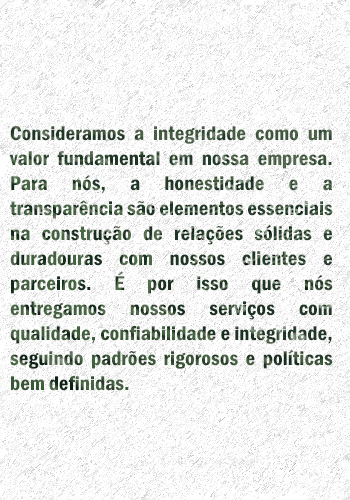 Consideramos a integridade como um
valor fundamental em nossa empresa.
Para nós, a honestidade e a
transparência são elementos essenciais
na construção de relações sólidas e
duradouras com nossos clientes e
parceiros. É por isso que nós
entregamos nossos serviços com
qualidade, confiabilidade e integridade,
seguindo padrões rigorosos e políticas
bem definidas.